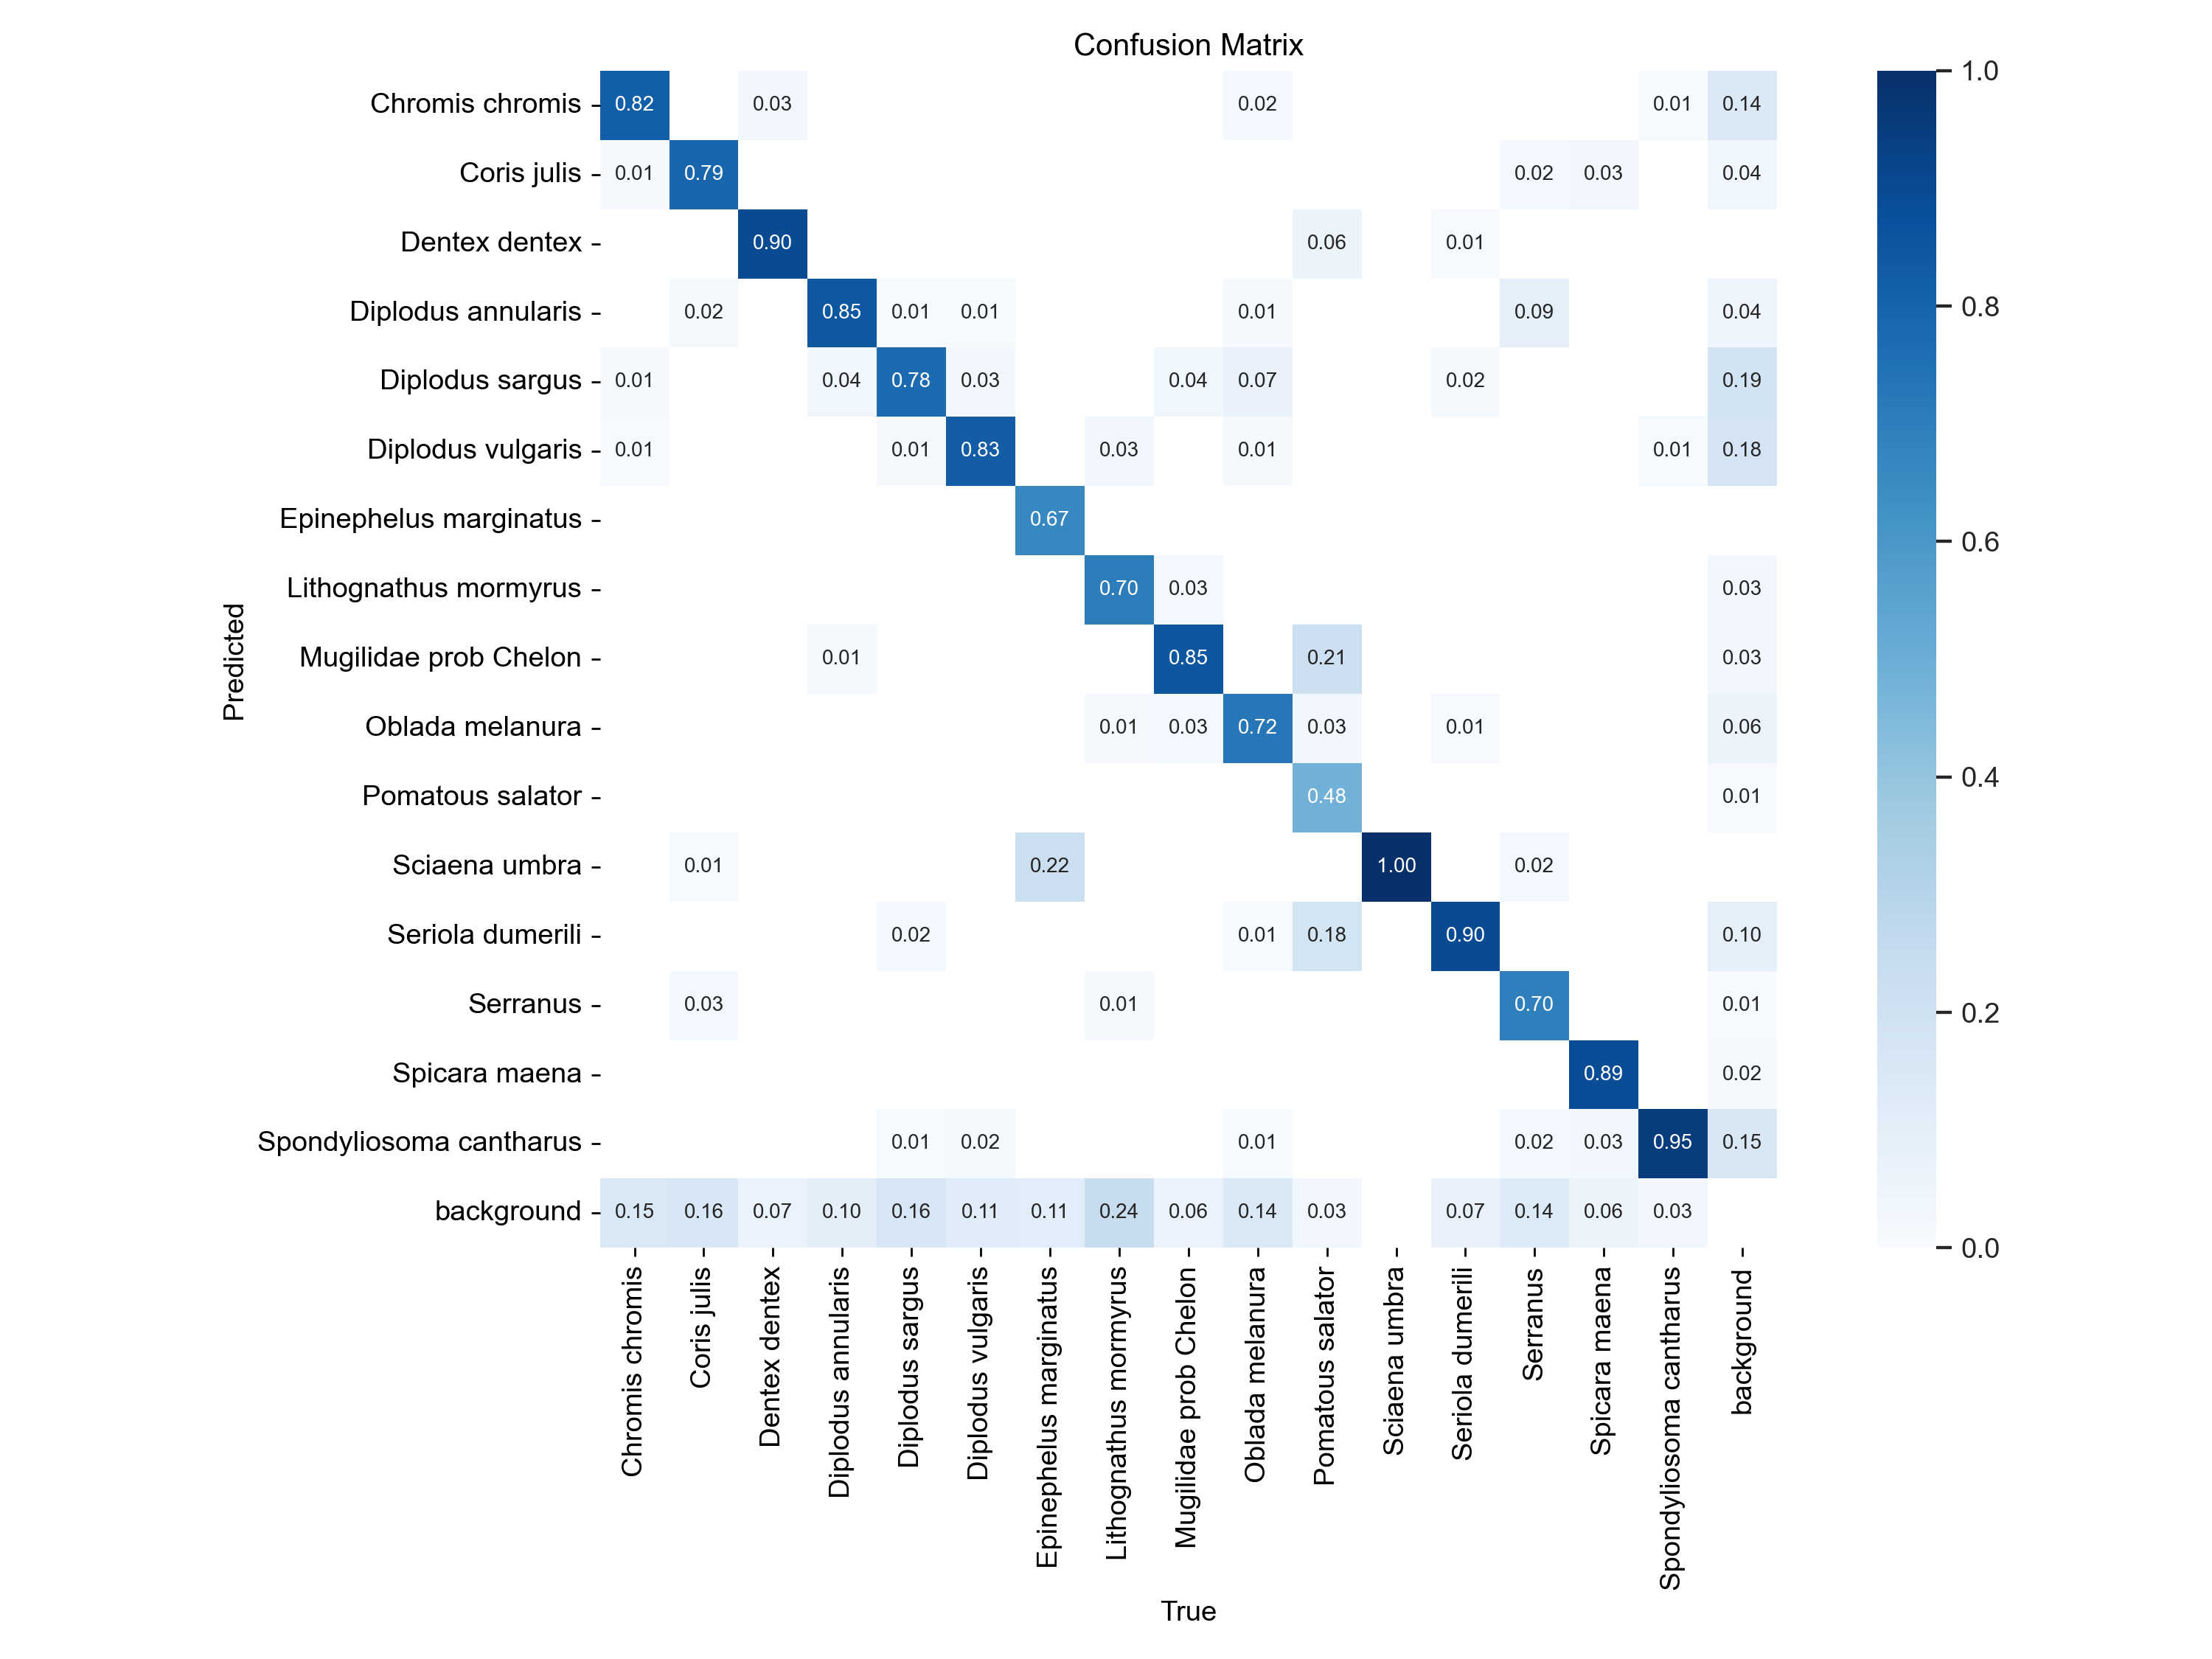 Confusion Matrix
Chromis chromis 0.82 0.03 0.02 0.01 0.14
Coris julis 0.01 0.79 0.02 0.03 0.04
Dentex dentex 0.90 0.06 0.01
Diplodus annularis 0.02 0.85 0.01 0.01 0.01 0.09 0.04
Diplodus sargus 0.01 0.04 0.78 0.03 0.04 0.07 0.02 0.19
Diplodus vulgaris 0.01 0.01 0.83 0.03 0.01 0.01 0.18
Epinephelus marginatus 0.67
Lithognathus mormyrus 0.70 0.03 0.03
Mugilidae prob Chelon 0.01 0.85 0.21 0.03
Oblada melanura 0.01 0.03 0.72 0.03 0.01 0.06
Pomatous salator 0.48 0.01
Sciaena umbra 0.01 0.22 1.00 0.02
Seriola dumerili 0.02 0.01 0.18 0.90 0.10
Serranus 0.03 0.01 0.70 0.01
Spicara maena 0.89 0.02
Spondyliosoma cantharus 0.01 0.02 0.01 0.02 0.03 0.95 0.15
background 0.15 0.16 0.07 0.10 0.16 0.11 0.11 0.24 0.06 0.14 0.03 0.07 0.14 0.06 0.03
Predicted
Chromis chromis
Coris julis
Dentex dentex
Diplodus annularis
Diplodus sargus
Diplodus vulgaris
Epinephelus marginatus
Lithognathus mormyrus
Mugilidae prob Chelon
Oblada melanura
Pomatous salator
Sciaena umbra
Seriola dumerili
Serranus
Spicara maena
Spondyliosoma cantharus
background
True
1.0
0.8
0.6
0.4
0.2
0.0